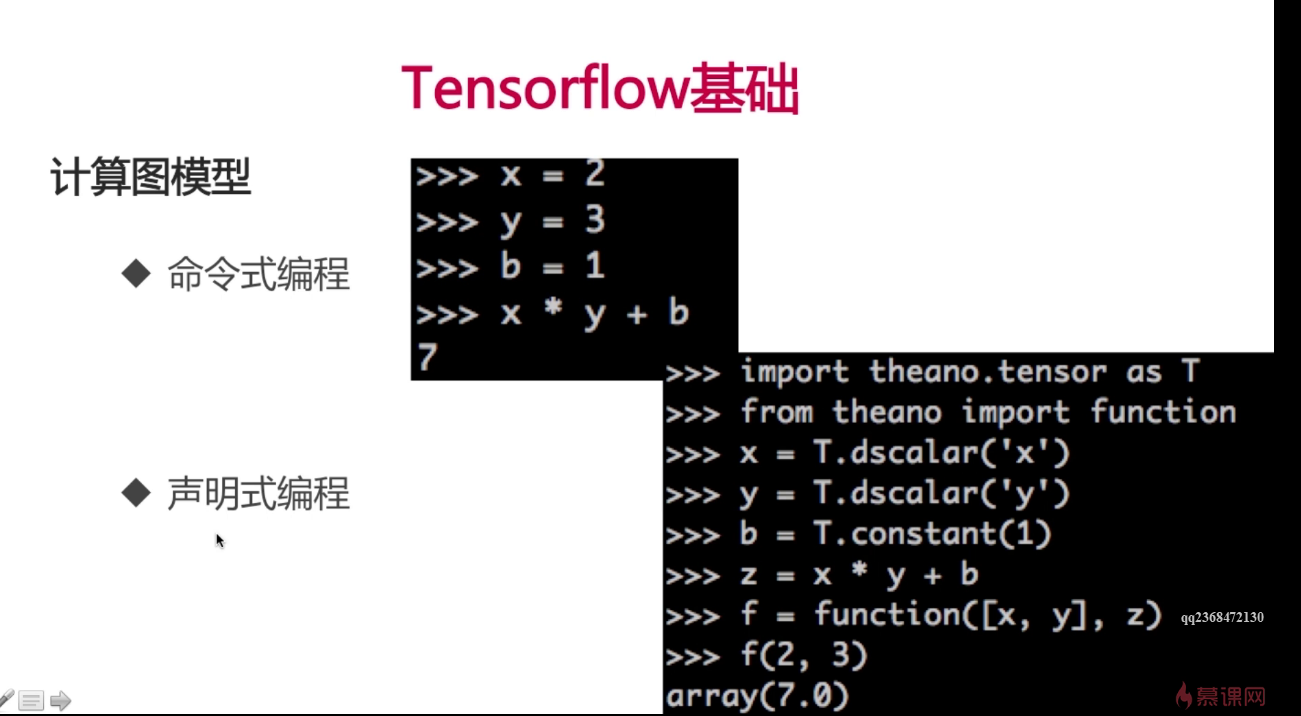 Tensorflow基础
计算图模型
◆ 命令式编程
>>> x = 2
>>> y = 3
>>> b = 1
>>> x * y + b
7
◆ 声明式编程
>>> import theano.tensor as T
>>> from theano import function
>>> x = T.dscalar('x')
>>> y = T.dscalar('y')
>>> b = T.constant(1)
>>> z = x * y + b
>>> f = function([x, y], z)
qq2368472130
>>> f(2, 3)
array(7.0)
慕课网